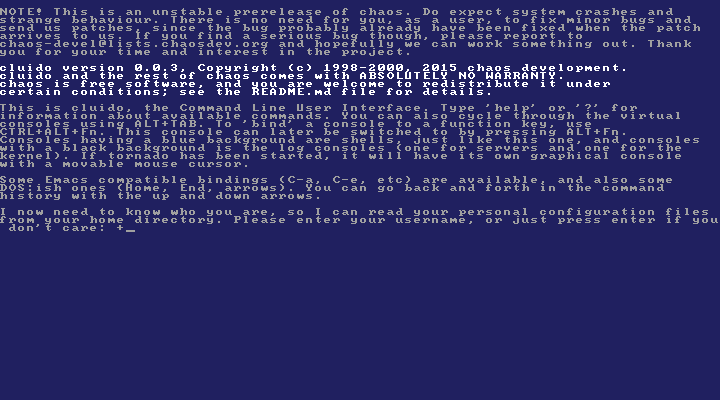 NOTE! This is an unstable prerelease of chaos. Do expect system crashes and
strange behaviour. There is no need for you, as a user, to fix minor bugs and
send us patches, since the bug probably already have been fixed when the patch
arrives to us. If you find a serious bug though, please report to
chaos-devel@lists.chaosdev.org and hopefully we can work something out. Thank
you for your time and interest in the project.
cluido version 0.0.3, Copyright (c) 1998-2000, 2015 chaos development.
cluido and the rest of chaos comes with ABSOLUTELY NO WARRANTY.
chaos is free software, and you are welcome to redistribute it under
certain conditions; see the README.md file for details.
This is cluido, the Command Line User Interface. Type 'help' or '?' for
information about available commands. You can also cycle through the virtual
consoles using ALT+TAB. To 'bind' a console to a function key, use
CTRL+ALT+Fn. This console can later be switched to by pressing ALT+Fn.
Consoles having a blue background are shells, just like this one, and consoles
with a black background is the log consoles (one for servers and one for the
kernel). If tornado has been started, it will have its own graphical console
with a movable mouse cursor.
Some Emacs compatible bindings (C-a, C-e, etc) are available, and also some
DOS:ish ones (Home, End, arrows). You can go back and forth in the command
history with the up and down arrows.
I now need to know who you are, so I can read your personal configuration files
from your home directory. Please enter your username, or just press enter if you
don't care: +_